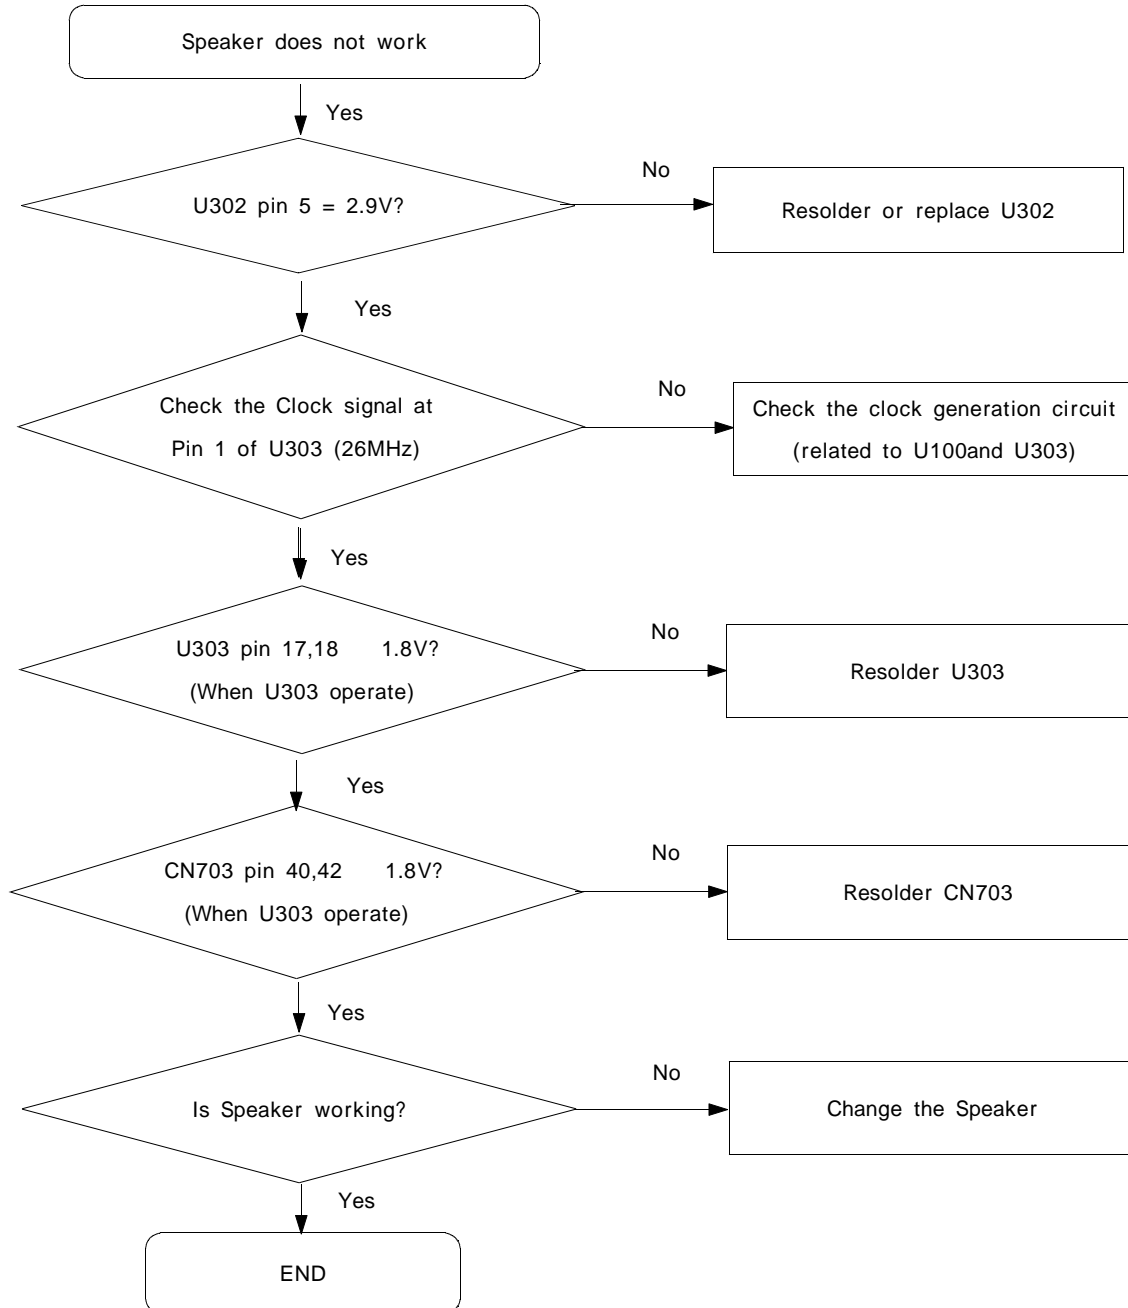 Speaker does not work
Yes
U302 pin 5 = 2.9V?
No
Resolder or replace U302
Yes
Check the Clock signal at
Pin 1 of U303 (26MHz)
No
Check the clock generation circuit
(related to U100and U303)
Yes
U303 pin 17,18 1.8V?
(When U303 operate)
No
Resolder U303
Yes
CN703 pin 40,42 1.8V?
(When U303 operate)
No
Resolder CN703
Yes
Is Speaker working?
No
Change the Speaker
Yes
END